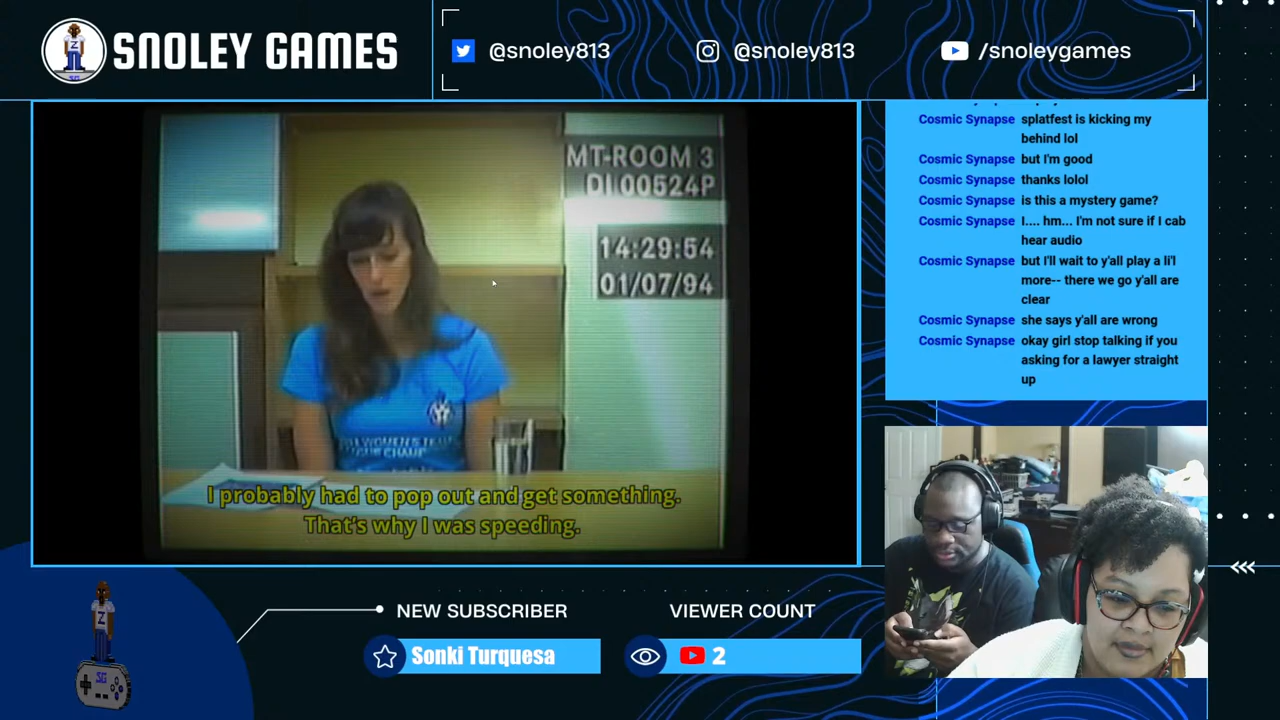 SNOLEY GAMES
@snoley813
@snoley813
/snoleygames
MT-ROOM 3
DI 00524P
14:29:54
01/07/94
I probably had to pop out and get something.
That's why I was speeding.
Cosmic Synapse splatfest is kicking my
behind lol
Cosmic Synapse but I'm good
Cosmic Synapse thanks lolol
Cosmic Synapse is this a mystery game?
Cosmic Synapse I.... hm... I'm not sure if i cab
hear audio
Cosmic Synapse but I'll wait to y'all play a li'l
more-- there we go y'all are
clear
Cosmic Synapse she says y'all are wrong
Cosmic Synapse okay girl stop talking if you
asking for a lawyer straight
up
NEW SUBSCRIBER
Sonki Turquesa
VIEWER COUNT
2
Z
SG